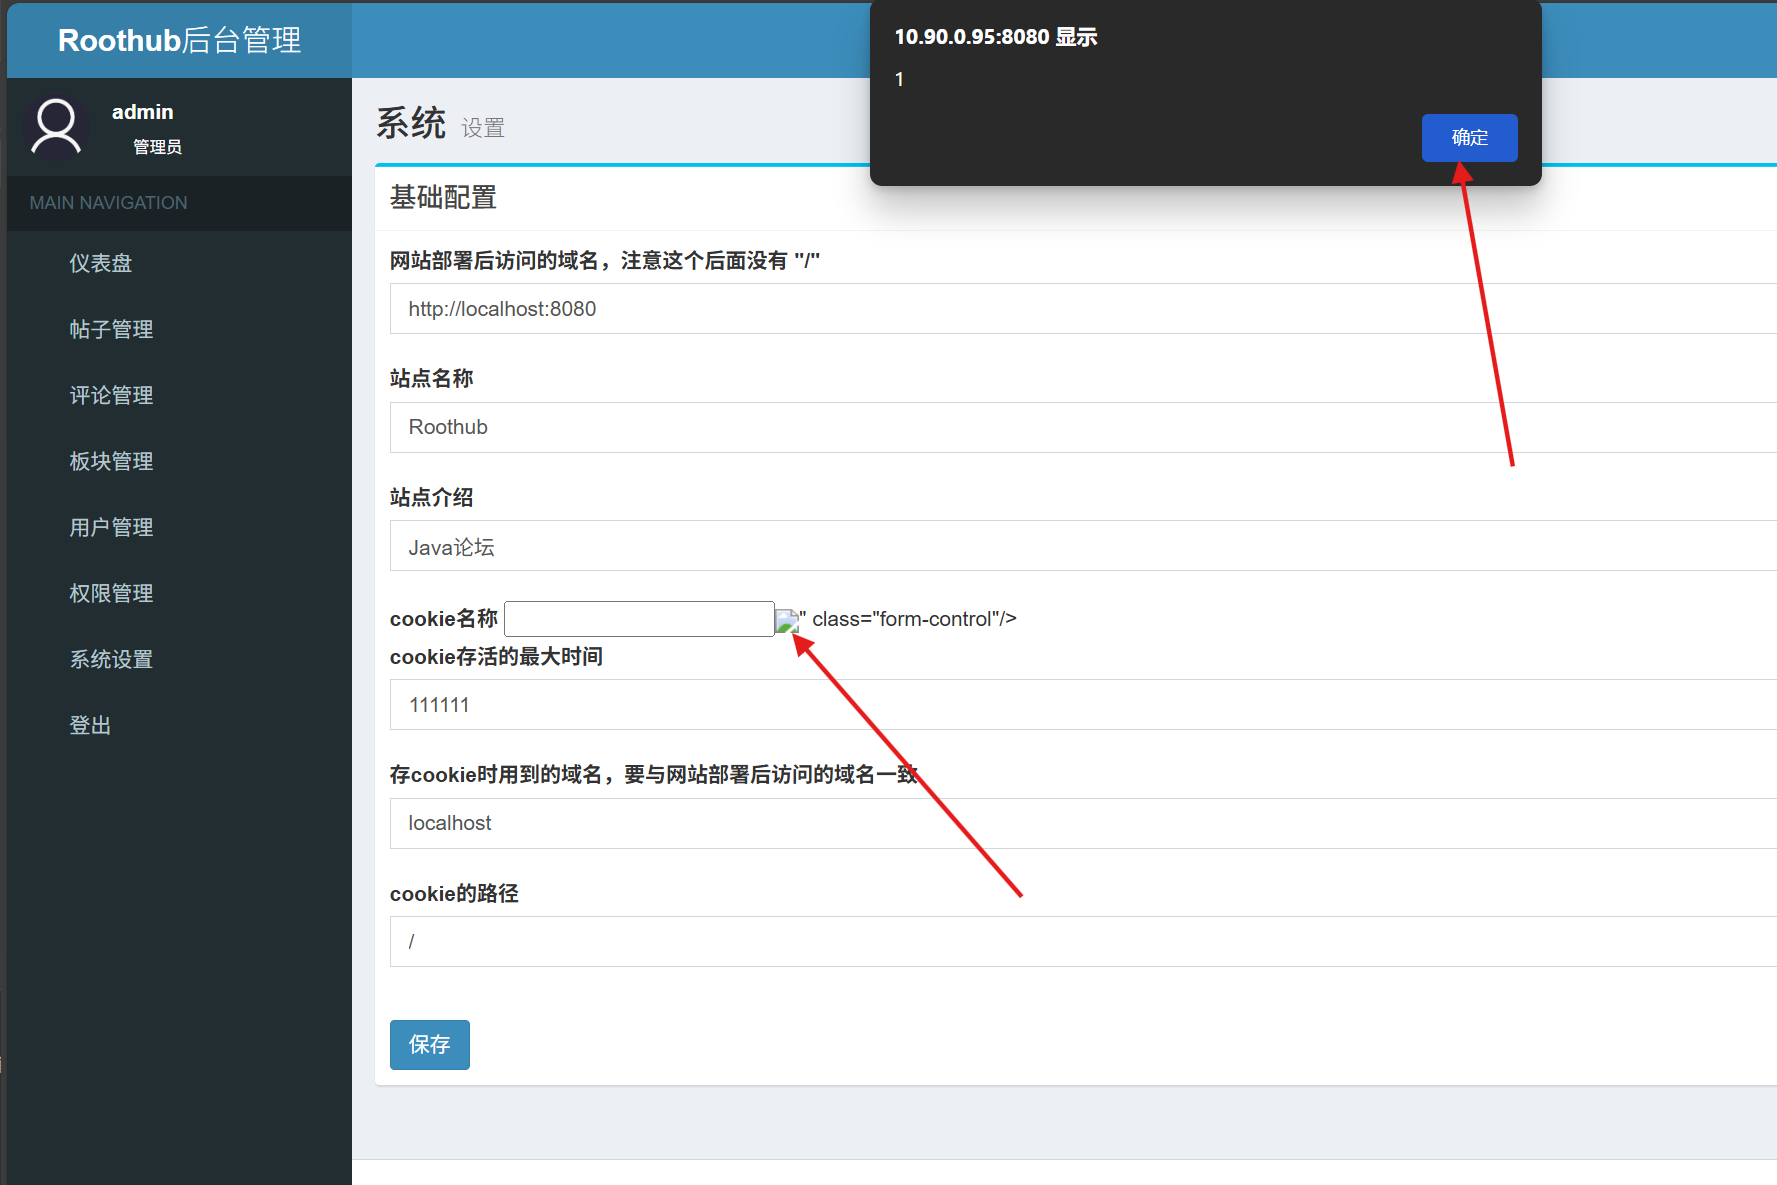 Roothub后台管理
10.90.0.95:8080 显示
1
确定
admin
管理员
MAIN NAVIGATION
仪表盘
帖子管理
评论管理
板块管理
用户管理
权限管理
系统设置
登出
系统 设置
基础配置
网站部署后访问的域名，注意这个后面没有 "/"
http://localhost:8080
站点名称
Roothub
站点介绍
Java论坛
cookie名称 " class="form-control"/>
cookie存活的最大时间
111111
存cookie时用到的域名，要与网站部署后访问的域名一致
localhost
cookie的路径
/
保存